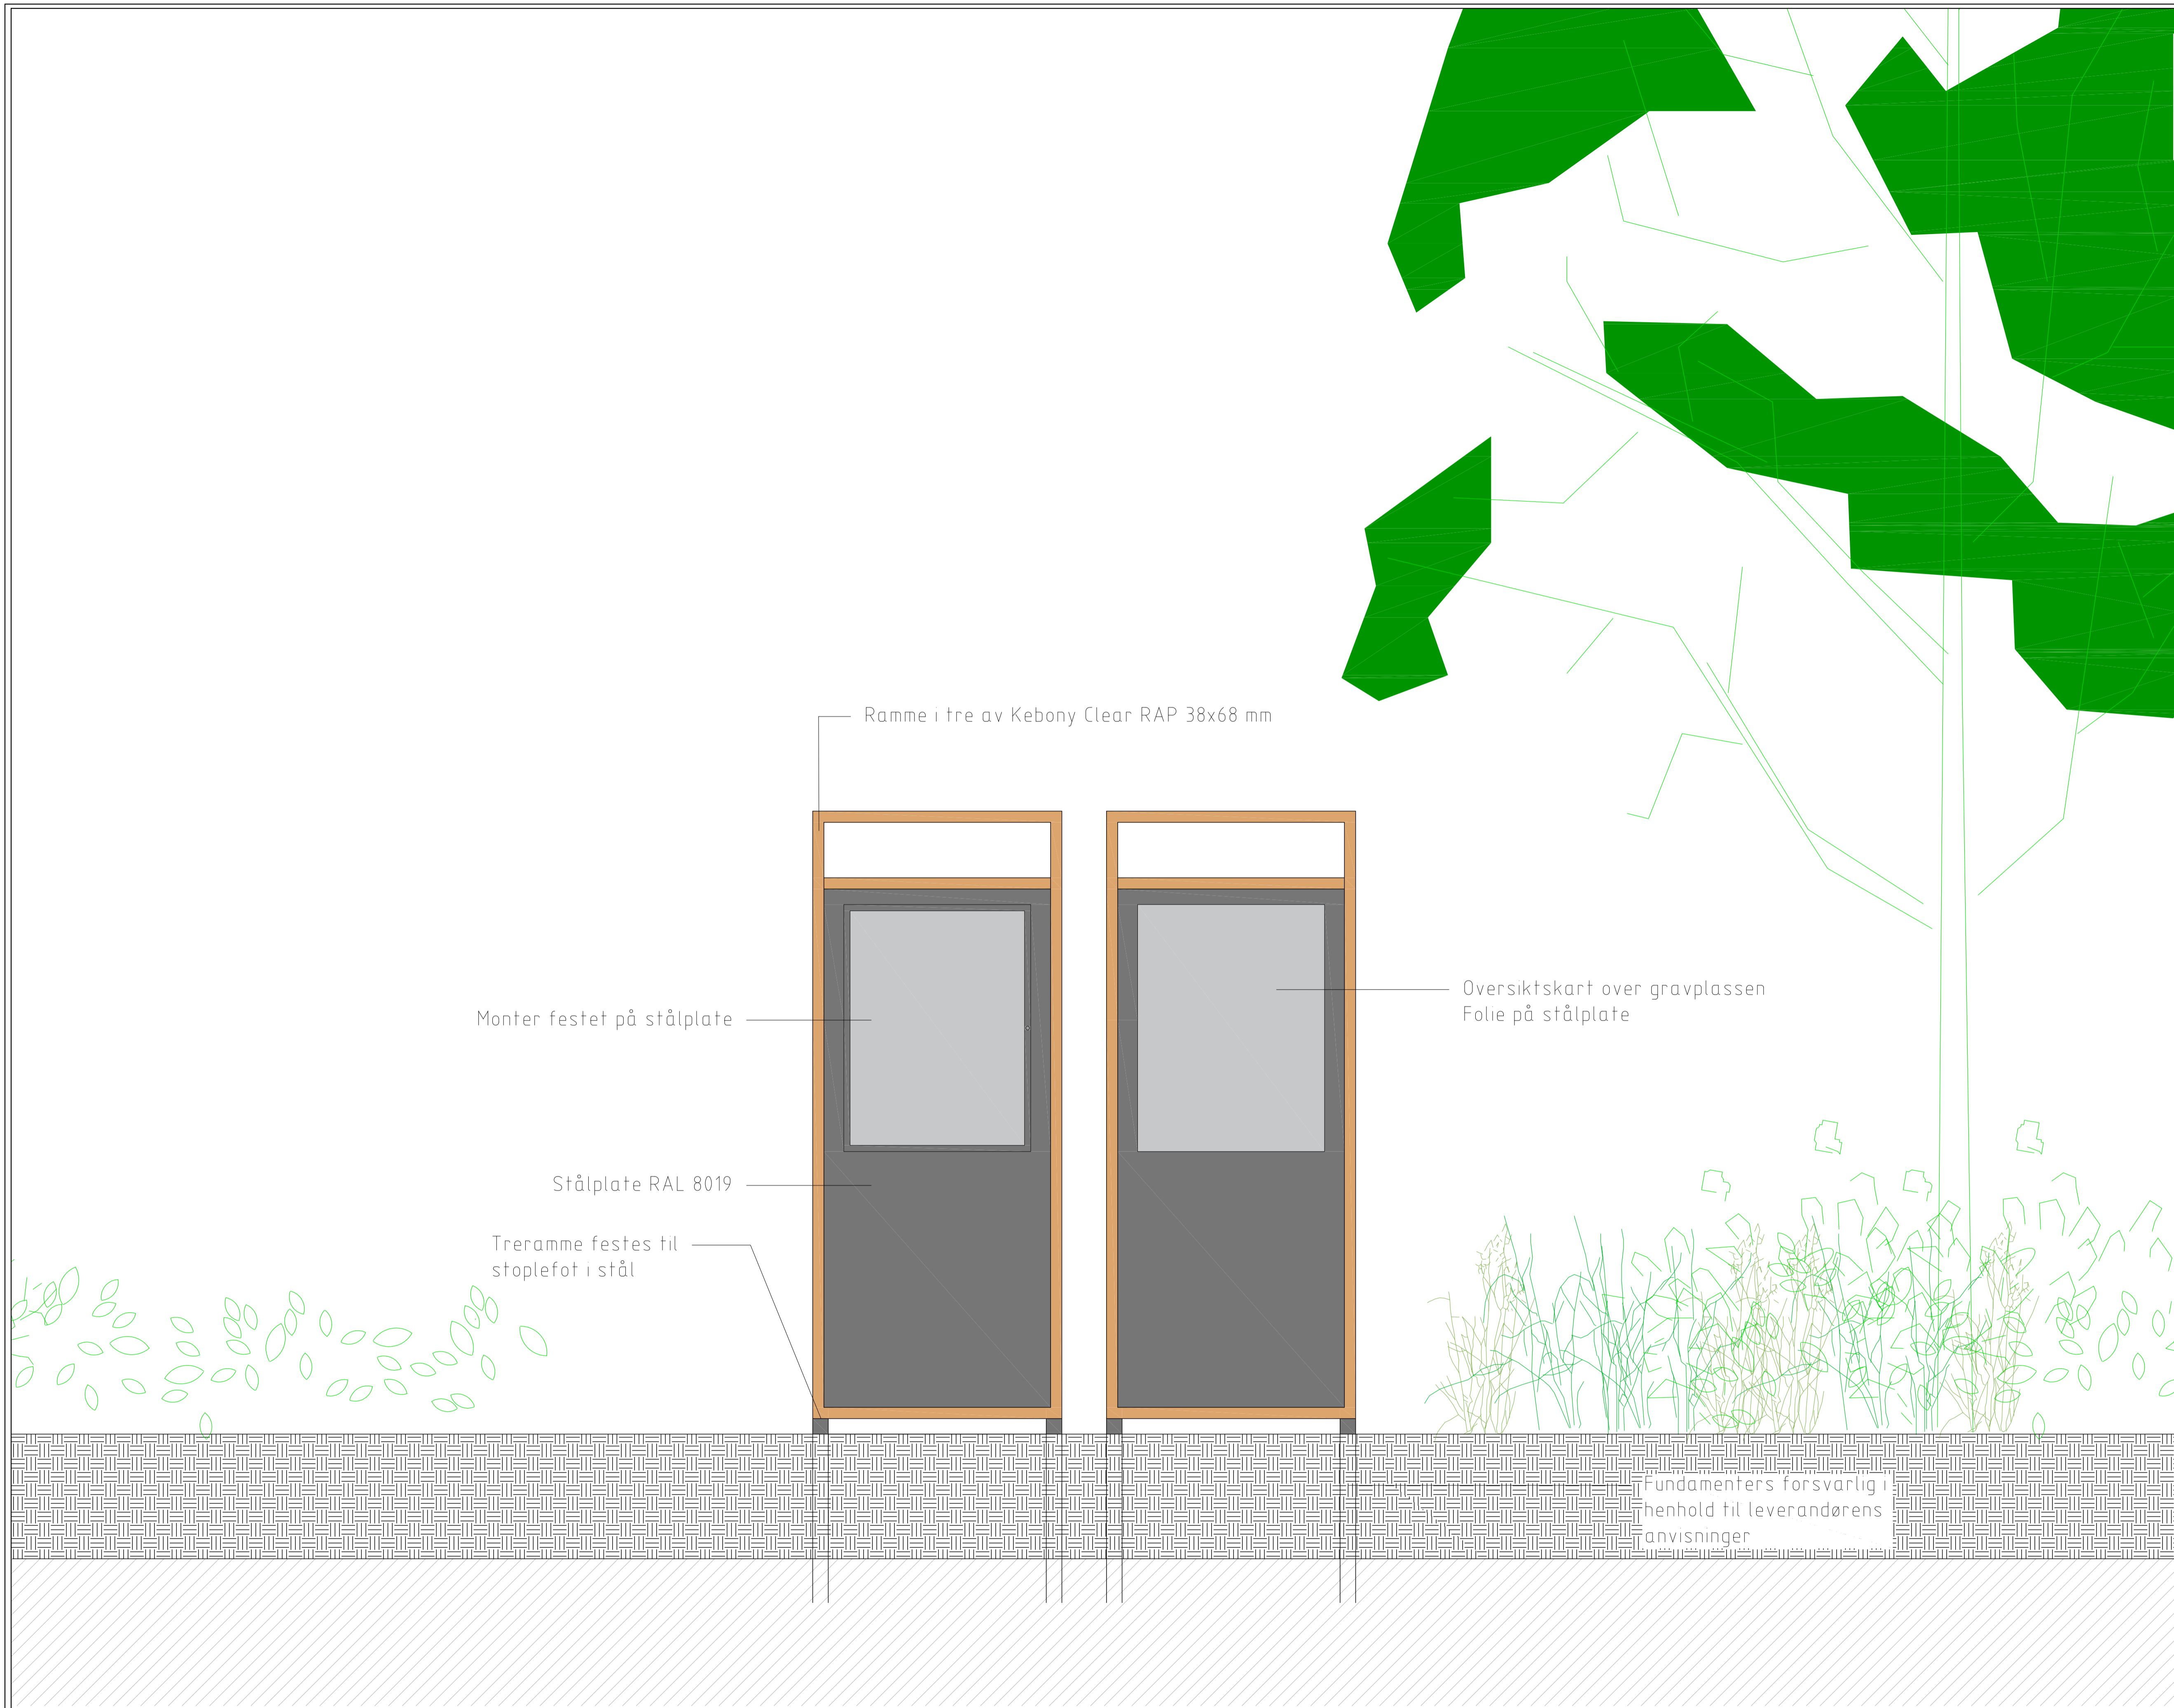 Ramme i tre av Kebony Clear RAP 38x68 mm
Oversiktskart over gravplassen
Folie på stålplate
Monter festet på stålplate
Stålplate RAL 8019
Treramme festes til
stoplefot i stål
Fundamenters forsvarlig i
henhold til leverandørens
anvisninger